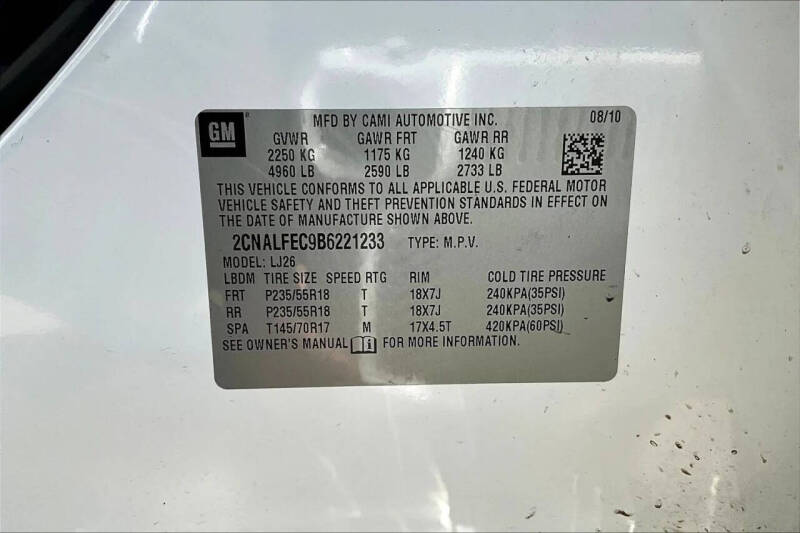 GM
MFD BY CAMI AUTOMOTIVE INC. 08/10
GVWR GAWR FRT GAWR RR
2250 KG 1175 KG 1240 KG
4960 LB 2590 LB 2733 LB
THIS VEHICLE CONFORMS TO ALL APPLICABLE U.S. FEDERAL MOTOR
VEHICLE SAFETY AND THEFT PREVENTION STANDARDS IN EFFECT ON
THE DATE OF MANUFACTURE SHOWN ABOVE.
2CNALFEC9B6221233 TYPE: M.P.V.
MODEL: LJ26
LBDM TIRE SIZE SPEED RTG RIM COLD TIRE PRESSURE
FRT P235/55R18 T 18X7J 240KPA(35PSI)
RR P235/55R18 T 18X7J 240KPA(35PSI)
SPA T145/70R17 M 17X4.5T 420KPA(60PSI)
SEE OWNER'S MANUAL FOR MORE INFORMATION.